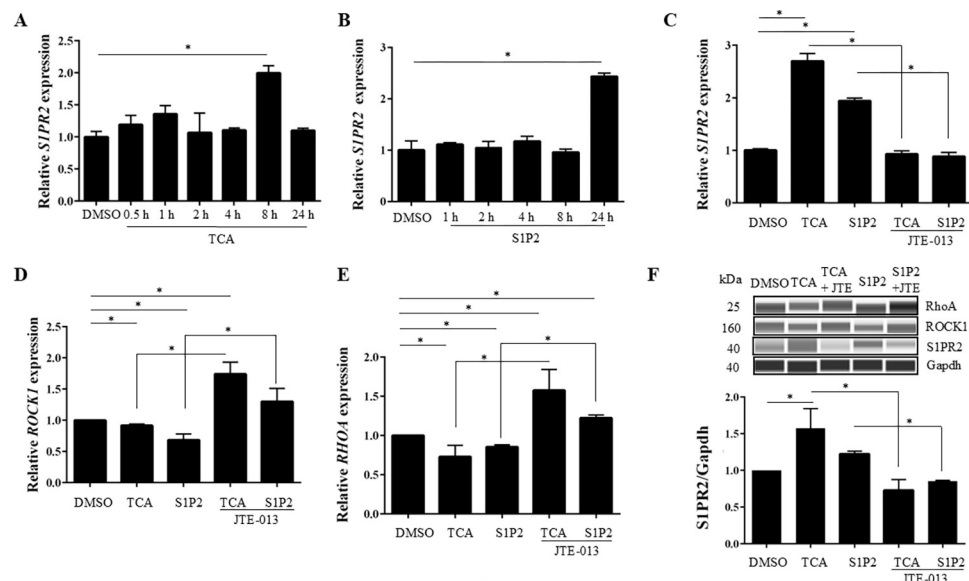 A
Relative S1PR2 expression
2.5
2.0
1.5
1.0
0.5
0.0
*
DMSO 0.5 h 1 h 2 h 4 h 8 h 24 h
TCA
B
Relative S1PR2 expression
3
2
1
0
*
DMSO 1 h 2 h 4 h 8 h 24 h
S1P2
C
Relative S1PR2 expression
3
2
1
0
*
*
*
*
DMSO TCA S1P2 TCA S1P2
JTE-013
D
Relative ROCK1 expression
2.5
2.0
1.5
1.0
0.5
0.0
*
*
*
*
*
DMSO TCA S1P2 TCA S1P2
JTE-013
E
Relative RHOA expression
2.0
1.5
1.0
0.5
0.0
*
*
*
*
*
*
DMSO TCA S1P2 TCA S1P2
JTE-013
F
kDa DMSO TCA TCA + JTE S1P2 S1P2 +JTE
25 RhoA
160 ROCK1
40 S1PR2
40 Gapdh
S1PR2/Gapdh
2.0
1.5
1.0
0.5
0.0
*
*
*
DMSO TCA S1P2 TCA S1P2
JTE-013